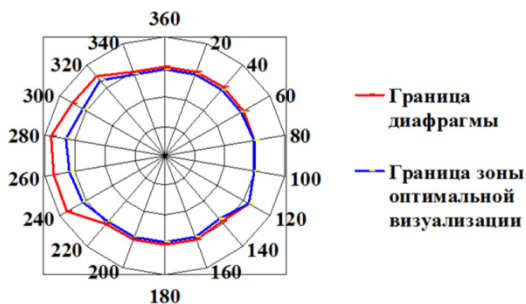 360
340 20
320 40
300 60
280 80
260 100
240 120
220 140
200 160
180
Граница
диафрагмы
Граница зоны
оптимальной
визуализации